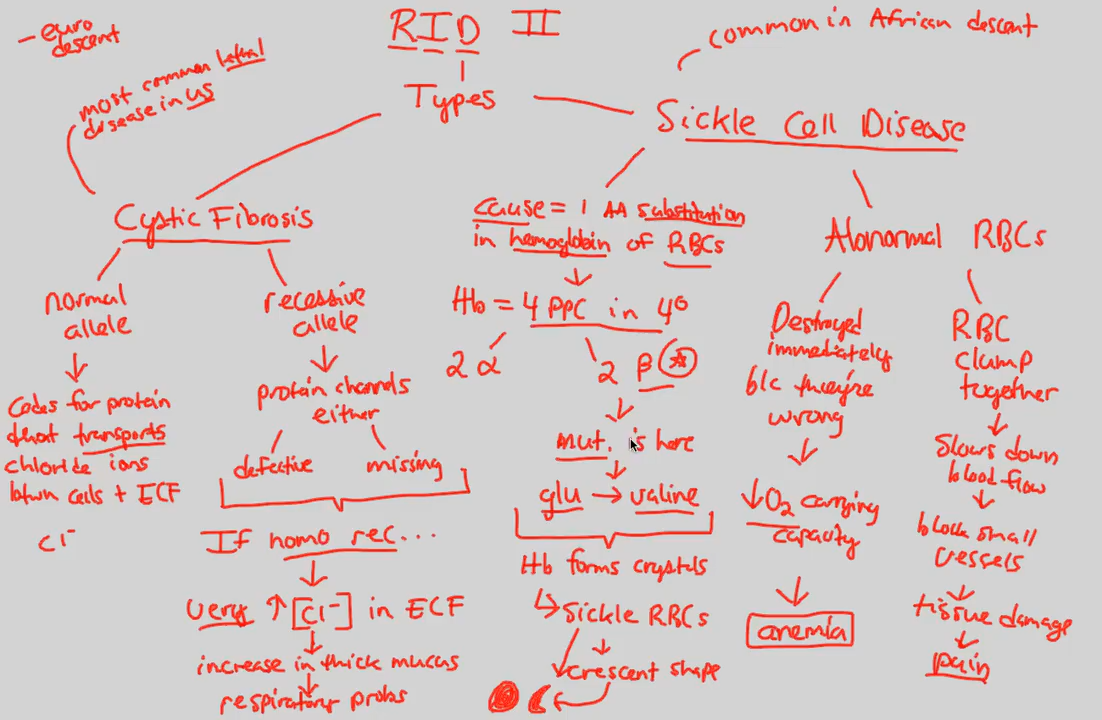 RID II
Types
- euro
descent
most common lethal
disease in US
Cystic Fibrosis
normal
allele
codes for protein
that transports
chloride ions
btwn cells + ECF
Cl⁻
recessive
allele
protein channels
either
defective
missing
If homo rec...
very ↑ [Cl⁻] in ECF
increase in thick mucus
respiratory probs
common in African descent
Sickle Cell Disease
cause = 1 AA substitution
in hemoglobin of RBCs
Hb = 4 PPC in 4°
2 α
2 β ☆
mut. is here
glu → valine
Hb forms crystals
↳ Sickle RBCs
crescent shape
Abnormal RBCs
Destroyed
immediately
b/c they're
wrong
↓O₂ carrying
capacity
anemia
RBC
clump
together
Slows down
blood flow
block small
vessels
tissue damage
pain